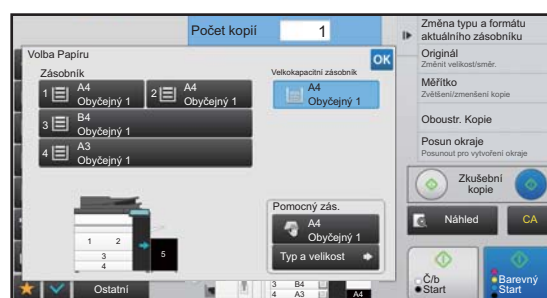 Počet kopií 1
Volba Papíru
OK
Zásobník
1 A4
Obyčejný 1
2 A4
Obyčejný 1
3 B4
Obyčejný 1
4 A3
Obyčejný 1
Velkokapacitní zásobník
A4
Obyčejný 1
1 2
3
4
5
Pomocný zás.
A4
Obyčejný 1
Typ a velikost
Ostatní
3 B4
4 A3
A4
Změna typu a formátu
aktuálního zásobníku
Originál
Změnit velikost/směr.
Měřítko
Zvětšení/zmenšení kopie
Oboustr. Kopie
Posun okraje
Posunout pro vytvoření okraje
Zkušební
kopie
Náhled
CA
Č/b
Start
Barevný
Start